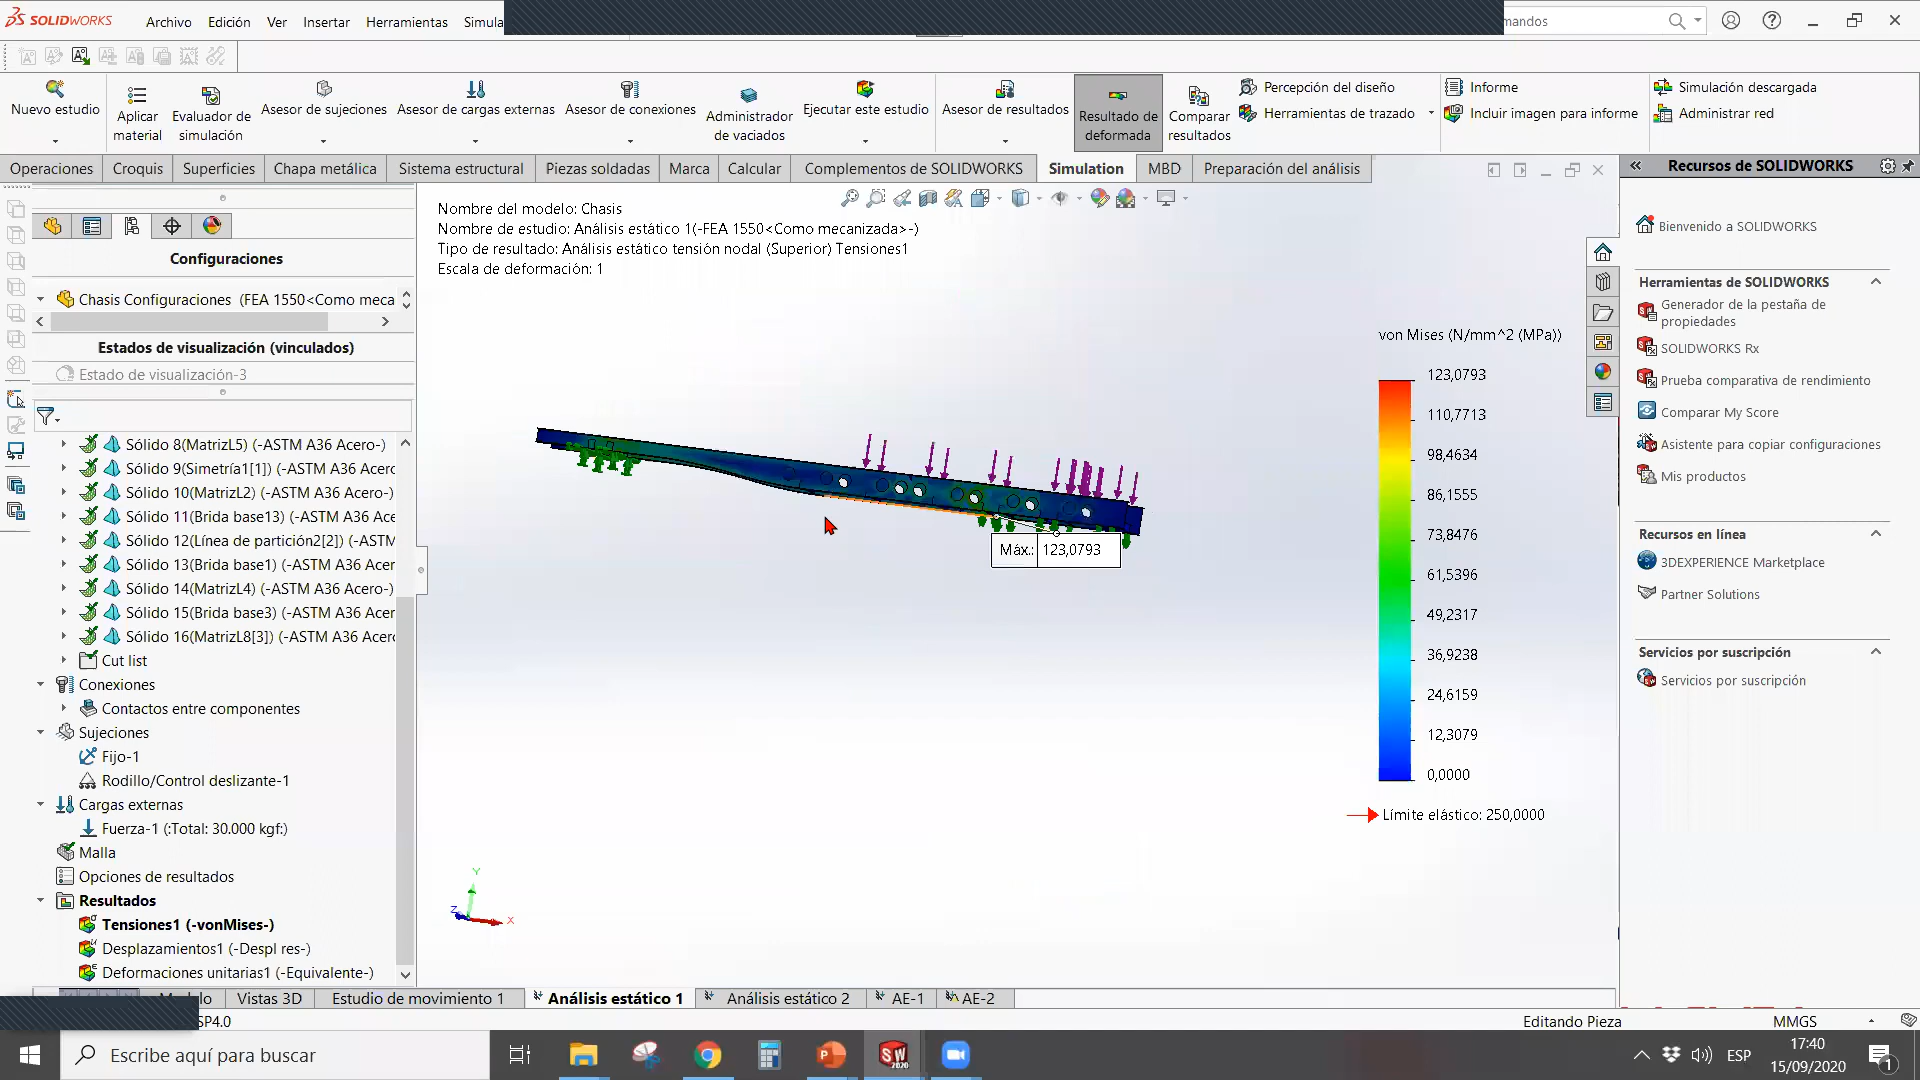 SOLIDWORKS
Archivo Edición Ver Insertar Herramientas Simula
mandos
Nuevo estudio
Aplicar material
Evaluador de simulación
Asesor de sujeciones
Asesor de cargas externas
Asesor de conexiones
Administrador de vaciados
Ejecutar este estudio
Asesor de resultados
Resultado de deformada
Comparar resultados
Percepción del diseño
Herramientas de trazado
Informe
Incluir imagen para informe
Simulación descargada
Administrar red
Operaciones Croquis Superficies Chapa metálica Sistema estructural Piezas soldadas Marca Calcular Complementos de SOLIDWORKS Simulation MBD Preparación del análisis
Configuraciones
Chasis Configuraciones (FEA 1550<Como meca
Estados de visualización (vinculados)
Estado de visualización-3
Sólido 8(MatrizL5) (-ASTM A36 Acero-)
Sólido 9(Simetría1[1]) (-ASTM A36 Acero
Sólido 10(MatrizL2) (-ASTM A36 Acero-)
Sólido 11(Brida base13) (-ASTM A36 Ace
Sólido 12(Línea de partición2[2]) (-ASTM
Sólido 13(Brida base1) (-ASTM A36 Acer
Sólido 14(MatrizL4) (-ASTM A36 Acero-)
Sólido 15(Brida base3) (-ASTM A36 Acer
Sólido 16(MatrizL8[3]) (-ASTM A36 Acero
Cut list
Conexiones
Contactos entre componentes
Sujeciones
Fijo-1
Rodillo/Control deslizante-1
Cargas externas
Fuerza-1 (:Total: 30.000 kgf:)
Malla
Opciones de resultados
Resultados
Tensiones1 (-vonMises-)
Desplazamientos1 (-Despl res-)
Deformaciones unitarias1 (-Equivalente-)
Nombre del modelo: Chasis
Nombre de estudio: Análisis estático 1(-FEA 1550<Como mecanizada>-)
Tipo de resultado: Análisis estático tensión nodal (Superior) Tensiones1
Escala de deformación: 1
Máx.: 123,0793
Y
Z
X
von Mises (N/mm^2 (MPa))
123,0793
110,7713
98,4634
86,1555
73,8476
61,5396
49,2317
36,9238
24,6159
12,3079
0,0000
Límite elástico: 250,0000
Recursos de SOLIDWORKS
Bienvenido a SOLIDWORKS
Herramientas de SOLIDWORKS
Generador de la pestaña de
propiedades
SOLIDWORKS Rx
Prueba comparativa de rendimiento
Comparar My Score
Asistente para copiar configuraciones
Mis productos
Recursos en línea
3DEXPERIENCE Marketplace
Partner Solutions
Servicios por suscripción
Servicios por suscripción
Vistas 3D Estudio de movimiento 1 Análisis estático 1 Análisis estático 2 AE-1 AE-2
SP4.0
Editando Pieza
MMGS
Escribe aquí para buscar
SW
2020
ESP
17:40
15/09/2020
1